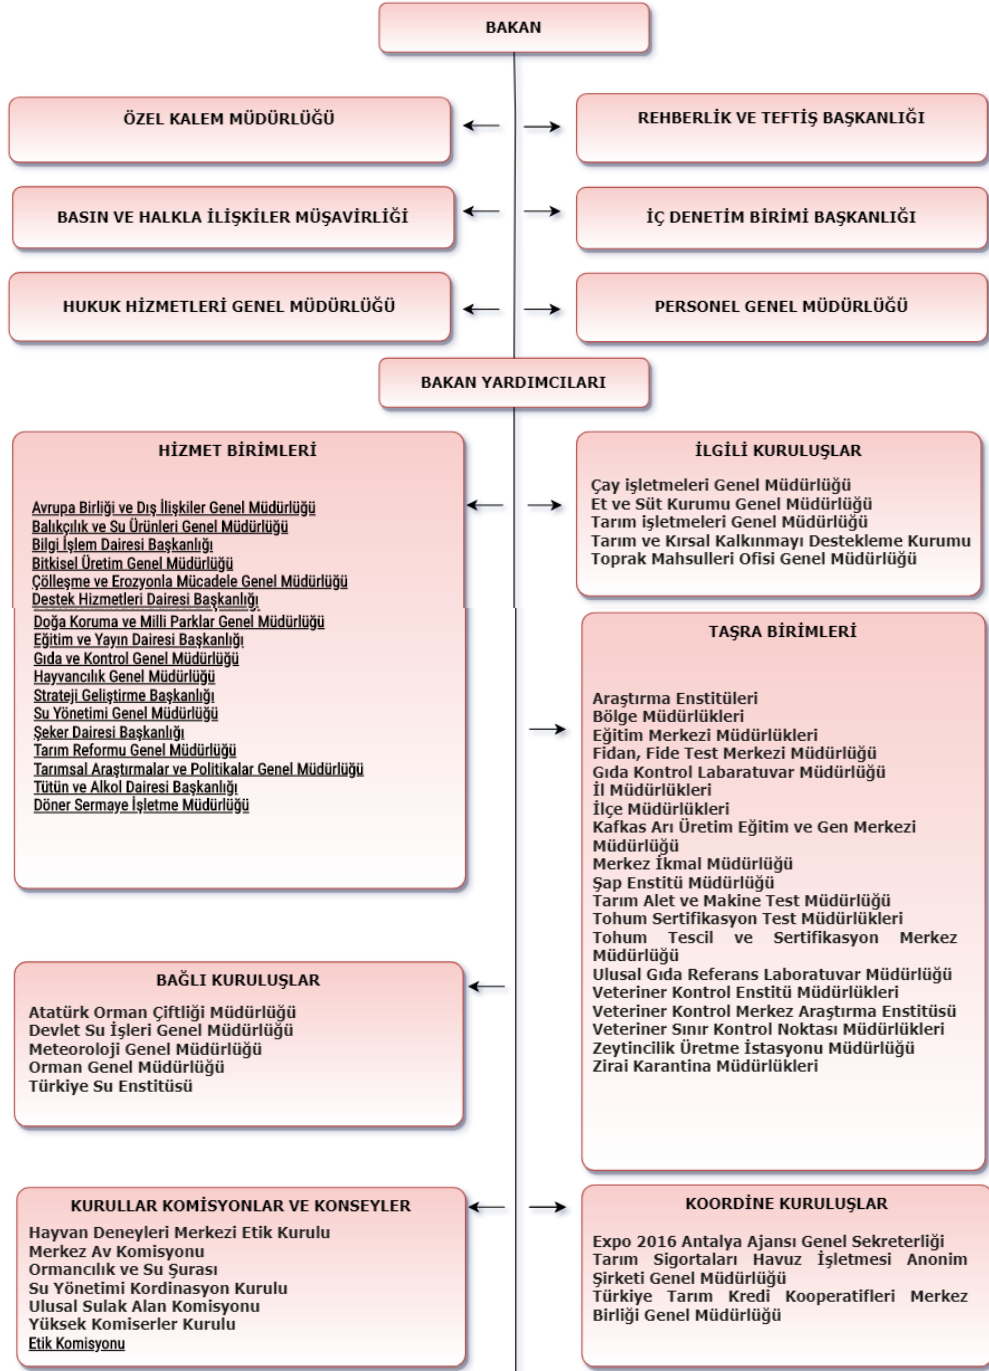 BAKAN
ÖZEL KALEM MÜDÜRLÜĞÜ
REHBERLİK VE TEFTİŞ BAŞKANLIĞI
BASIN VE HALKLA İLİŞKİLER MÜŞAVİRLİĞİ
İÇ DENETİM BİRİMİ BAŞKANLIĞI
HUKUK HİZMETLERİ GENEL MÜDÜRLÜĞÜ
PERSONEL GENEL MÜDÜRLÜĞÜ
BAKAN YARDIMCILARI
HİZMET BİRİMLERİ
Avrupa Birliği ve Dış İlişkiler Genel Müdürlüğü
Balıkçılık ve Su Ürünleri Genel Müdürlüğü
Bilgi İşlem Dairesi Başkanlığı
Bitkisel Üretim Genel Müdürlüğü
Çölleşme ve Erozyonla Mücadele Genel Müdürlüğü
Destek Hizmetleri Dairesi Başkanlığı
Doğa Koruma ve Milli Parklar Genel Müdürlüğü
Eğitim ve Yayın Dairesi Başkanlığı
Gıda ve Kontrol Genel Müdürlüğü
Hayvancılık Genel Müdürlüğü
Strateji Geliştirme Başkanlığı
Su Yönetimi Genel Müdürlüğü
Şeker Dairesi Başkanlığı
Tarım Reformu Genel Müdürlüğü
Tarımsal Araştırmalar ve Politikalar Genel Müdürlüğü
Tütün ve Alkol Dairesi Başkanlığı
Döner Sermaye İşletme Müdürlüğü
İLGİLİ KURULUŞLAR
Çay işletmeleri Genel Müdürlüğü
Et ve Süt Kurumu Genel Müdürlüğü
Tarım işletmeleri Genel Müdürlüğü
Tarım ve Kırsal Kalkınmayı Destekleme Kurumu
Toprak Mahsulleri Ofisi Genel Müdürlüğü
TAŞRA BİRİMLERİ
Araştırma Enstitüleri
Bölge Müdürlükleri
Eğitim Merkezi Müdürlükleri
Fidan, Fide Test Merkezi Müdürlüğü
Gıda Kontrol Labaratuvar Müdürlüğü
İl Müdürlükleri
İlçe Müdürlükleri
Kafkas Arı Üretim Eğitim ve Gen Merkezi
Müdürlüğü
Merkez İkmal Müdürlüğü
Şap Enstitü Müdürlüğü
Tarım Alet ve Makine Test Müdürlüğü
Tohum Sertifikasyon Test Müdürlükleri
Tohum Tescil ve Sertifikasyon Merkez
Müdürlüğü
Ulusal Gıda Referans Laboratuvar Müdürlüğü
Veteriner Kontrol Enstitü Müdürlükleri
Veteriner Kontrol Merkez Araştırma Enstitüsü
Veteriner Sınır Kontrol Noktası Müdürlükleri
Zeytincilik Üretme İstasyonu Müdürlüğü
Zirai Karantina Müdürlükleri
BAĞLI KURULUŞLAR
Atatürk Orman Çiftliği Müdürlüğü
Devlet Su İşleri Genel Müdürlüğü
Meteoroloji Genel Müdürlüğü
Orman Genel Müdürlüğü
Türkiye Su Enstitüsü
KURULLAR KOMİSYONLAR VE KONSEYLER
Hayvan Deneyleri Merkezi Etik Kurulu
Merkez Av Komisyonu
Ormancılık ve Su Şurası
Su Yönetimi Kordinasyon Kurulu
Ulusal Sulak Alan Komisyonu
Yüksek Komiserler Kurulu
Etik Komisyonu
KOORDİNE KURULUŞLAR
Expo 2016 Antalya Ajansı Genel Sekreterliği
Tarım Sigortaları Havuz İşletmesi Anonim
Şirketi Genel Müdürlüğü
Türkiye Tarım Kredi Kooperatifleri Merkez
Birliği Genel Müdürlüğü